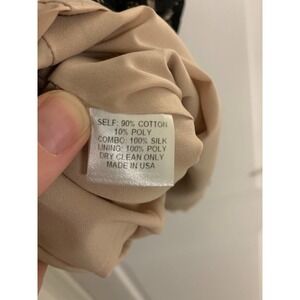 SELF: 90% COTTON
10% POLY
COMBO: 100% SILK
LINING: 100% POLY
DRY CLEAN ONLY
MADE IN USA